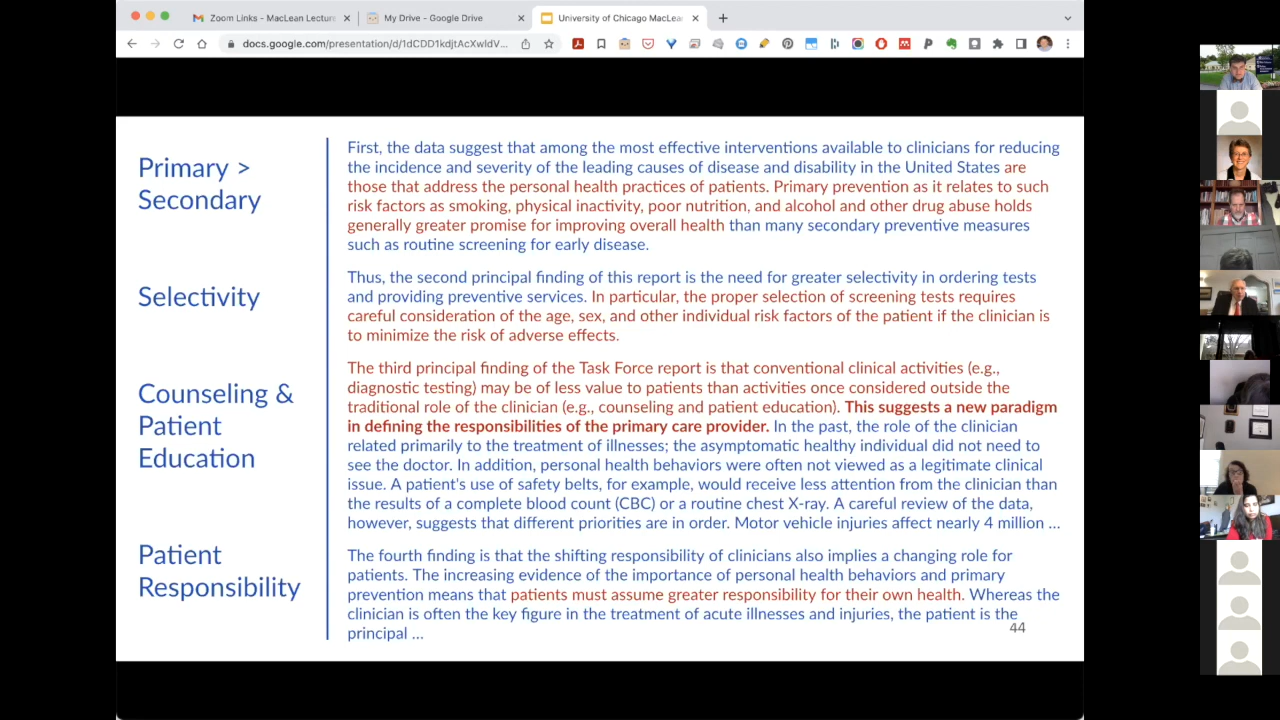 Zoom Links - MacLean Lectur
My Drive - Google Drive
University of Chicago MacLea
docs.google.com/presentation/d/1dCDD1kdjtAcXwIdV...
Primary >
Secondary
First, the data suggest that among the most effective interventions available to clinicians for reducing
the incidence and severity of the leading causes of disease and disability in the United States are
those that address the personal health practices of patients. Primary prevention as it relates to such
risk factors as smoking, physical inactivity, poor nutrition, and alcohol and other drug abuse holds
generally greater promise for improving overall health than many secondary preventive measures
such as routine screening for early disease.
Selectivity
Thus, the second principal finding of this report is the need for greater selectivity in ordering tests
and providing preventive services. In particular, the proper selection of screening tests requires
careful consideration of the age, sex, and other individual risk factors of the patient if the clinician is
to minimize the risk of adverse effects.
Counseling &
Patient
Education
The third principal finding of the Task Force report is that conventional clinical activities (e.g.,
diagnostic testing) may be of less value to patients than activities once considered outside the
traditional role of the clinician (e.g., counseling and patient education). This suggests a new paradigm
in defining the responsibilities of the primary care provider. In the past, the role of the clinician
related primarily to the treatment of illnesses; the asymptomatic healthy individual did not need to
see the doctor. In addition, personal health behaviors were often not viewed as a legitimate clinical
issue. A patient's use of safety belts, for example, would receive less attention from the clinician than
the results of a complete blood count (CBC) or a routine chest X-ray. A careful review of the data,
however, suggests that different priorities are in order. Motor vehicle injuries affect nearly 4 million ...
Patient
Responsibility
The fourth finding is that the shifting responsibility of clinicians also implies a changing role for
patients. The increasing evidence of the importance of personal health behaviors and primary
prevention means that patients must assume greater responsibility for their own health. Whereas the
clinician is often the key figure in the treatment of acute illnesses and injuries, the patient is the
principal ...
44